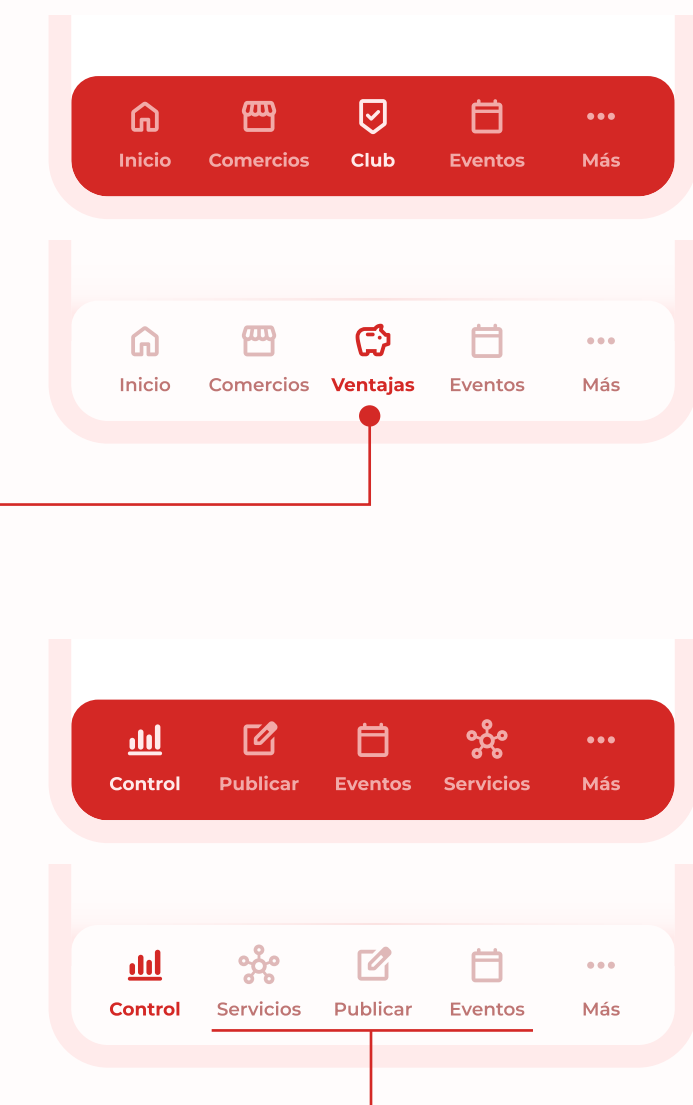 Inicio Comercios Club Eventos Más
Inicio Comercios Ventajas Eventos Más
Control Publicar Eventos Servicios Más
Control Servicios Publicar Eventos Más